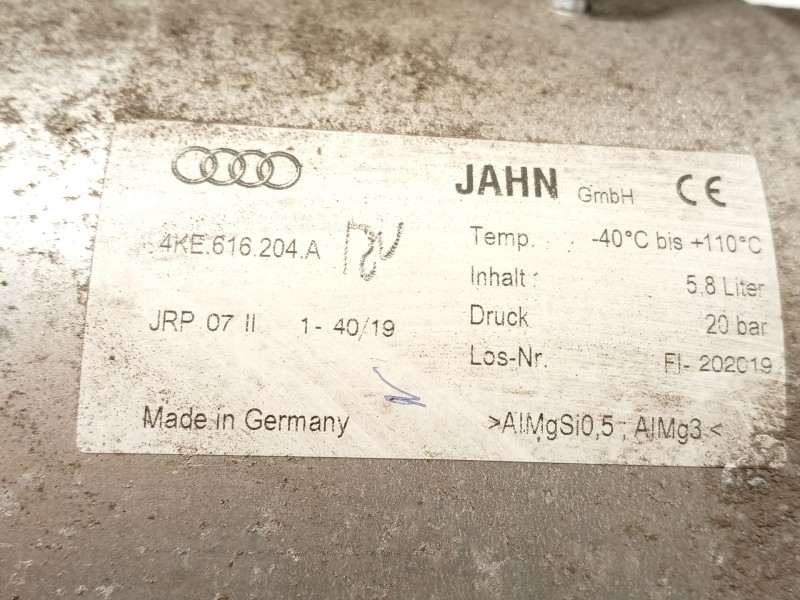 JAHN GmbH CE
4KE.616.204.A
Temp. -40°C bis +110°C
Inhalt : 5,8 Liter
JRP 07 II 1- 40/19
Druck 20 bar
Los-Nr. FI- 202019
Made in Germany >AlMgSi0,5 ; AlMg3<